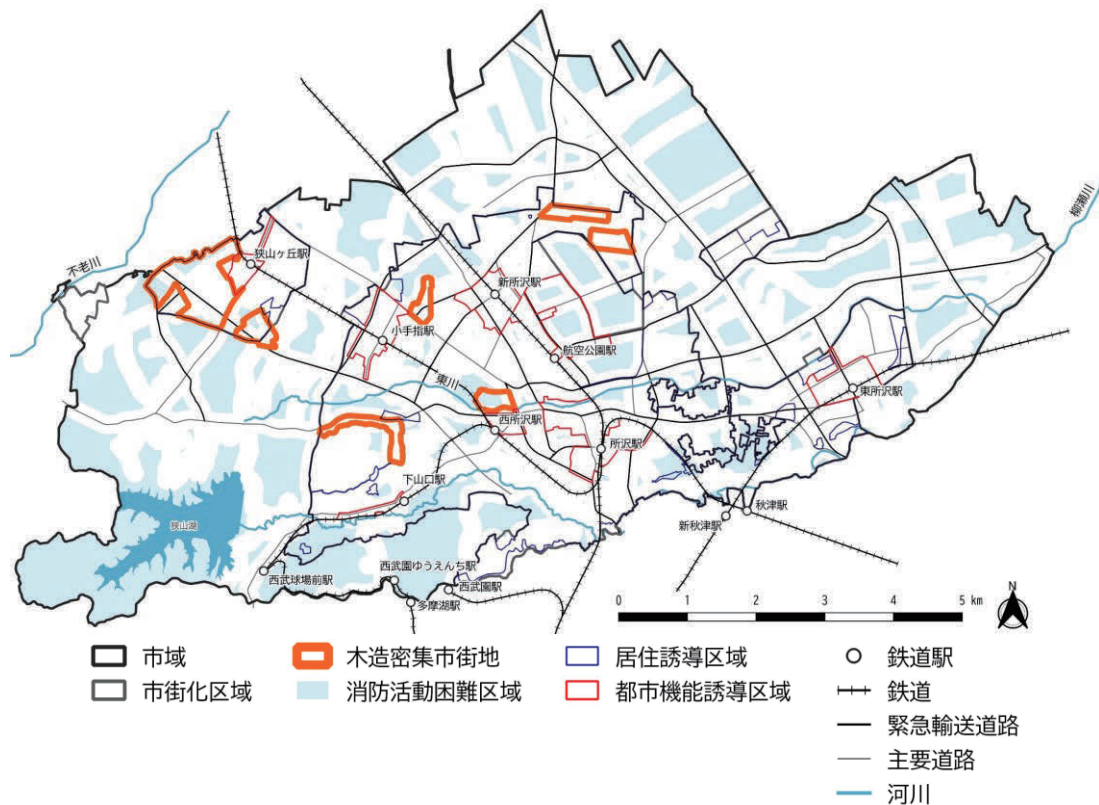 柳瀬川
不老川
狭山ヶ丘駅
新所沢駅
小手指駅
航空公園駅
東川
東所沢駅
西所沢駅
所沢駅
下山口駅
狭山湖
新秋津駅
秋津駅
西武球場前駅
西武園ゆうえんち駅
西武園駅
多摩湖駅
0 1 2 3 4 5 km
N
市域
木造密集市街地
居住誘導区域
鉄道駅
市街化区域
消防活動困難区域
都市機能誘導区域
鉄道
緊急輸送道路
主要道路
河川